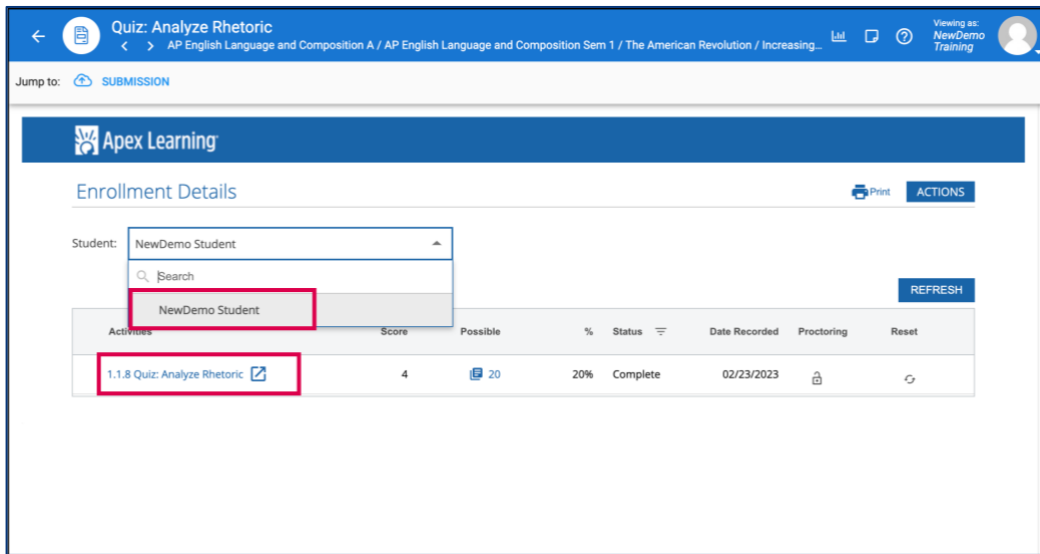 Quiz: Analyze Rhetoric
AP English Language and Composition A / AP English Language and Composition Sem 1 / The American Revolution / Increasing...
Viewing as:
NewDemo
Training
Jump to: SUBMISSION
Apex Learning
Enrollment Details
Print
ACTIONS
Student: NewDemo Student
Search
NewDemo Student
REFRESH
Activities Score Possible % Status Date Recorded Proctoring Reset
1.1.8 Quiz: Analyze Rhetoric 4 20 20% Complete 02/23/2023